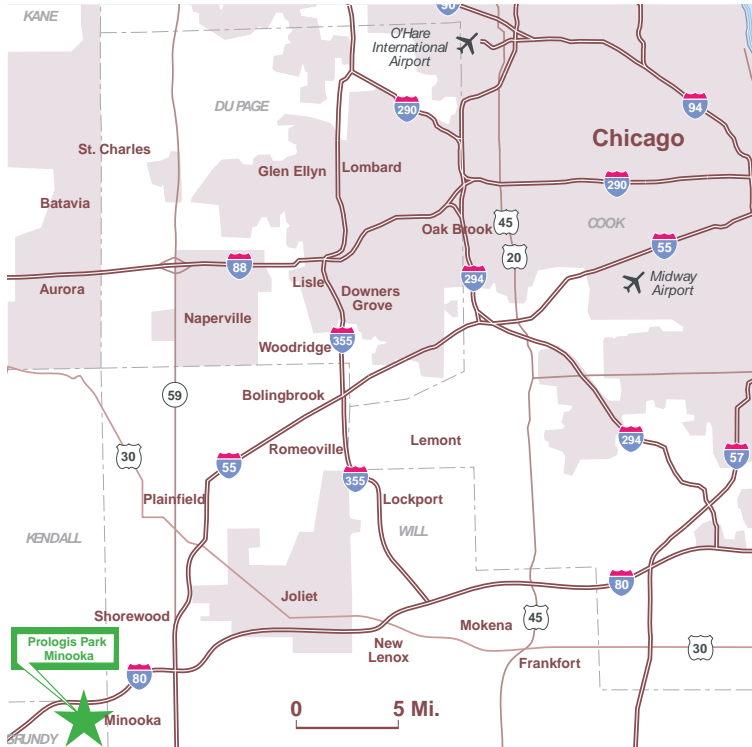 KANE
90
O'Hare
International
Airport
DU PAGE
290
94
St. Charles
Glen Ellyn
Lombard
Chicago
290
Batavia
45
COOK
Oak Brook
20
55
88
294
Midway
Airport
Aurora
Lisle
Downers
Grove
Naperville
Woodridge
355
59
Bolingbrook
30
55
Romeoville
Lemont
294
57
355
Plainfield
Lockport
KENDALL
WILL
80
Joliet
Shorewood
45
Mokena
Prologis Park
Minooka
New
Lenox
30
Frankfort
80
0
5 Mi.
Minooka
GRUNDY